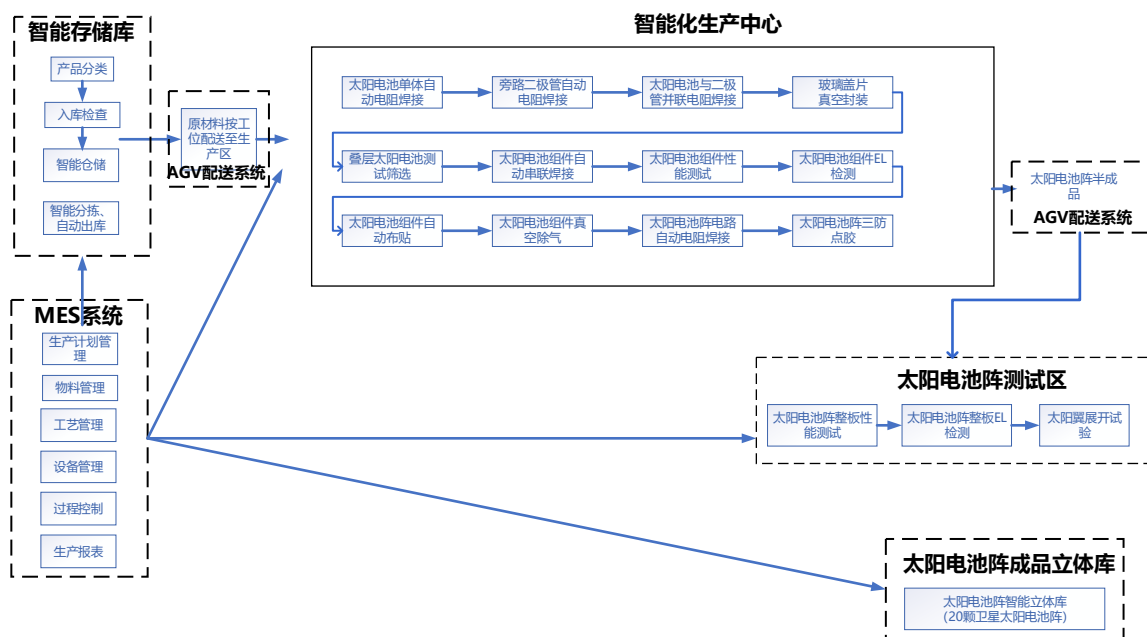 智能存储库
产品分类
入库检查
智能仓储
智能分拣、
自动出库
原材料按工
位配送至生
产区
AGV配送系统
智能化生产中心
太阳电池单体自
动电阻焊接
旁路二极管自动
电阻焊接
太阳电池与二极
管并联电阻焊接
玻璃盖片
真空封装
叠层太阳电池测
试筛选
太阳电池组件自
动串联焊接
太阳电池组件性
能测试
太阳电池组件EL
检测
太阳电池组件
自动布贴
太阳电池组件真
空除气
太阳电池阵电路
自动电阻焊接
太阳电池阵三防
点胶
太阳电池阵半成
品
AGV配送系统
MES系统
生产计划管
理
物料管理
工艺管理
设备管理
过程控制
生产报表
太阳电池阵测试区
太阳电池阵整板性
能测试
太阳电池阵整板EL
检测
太阳翼展开试
验
太阳电池阵成品立体库
太阳电池阵智能立体库
(20颗卫星太阳电池阵)